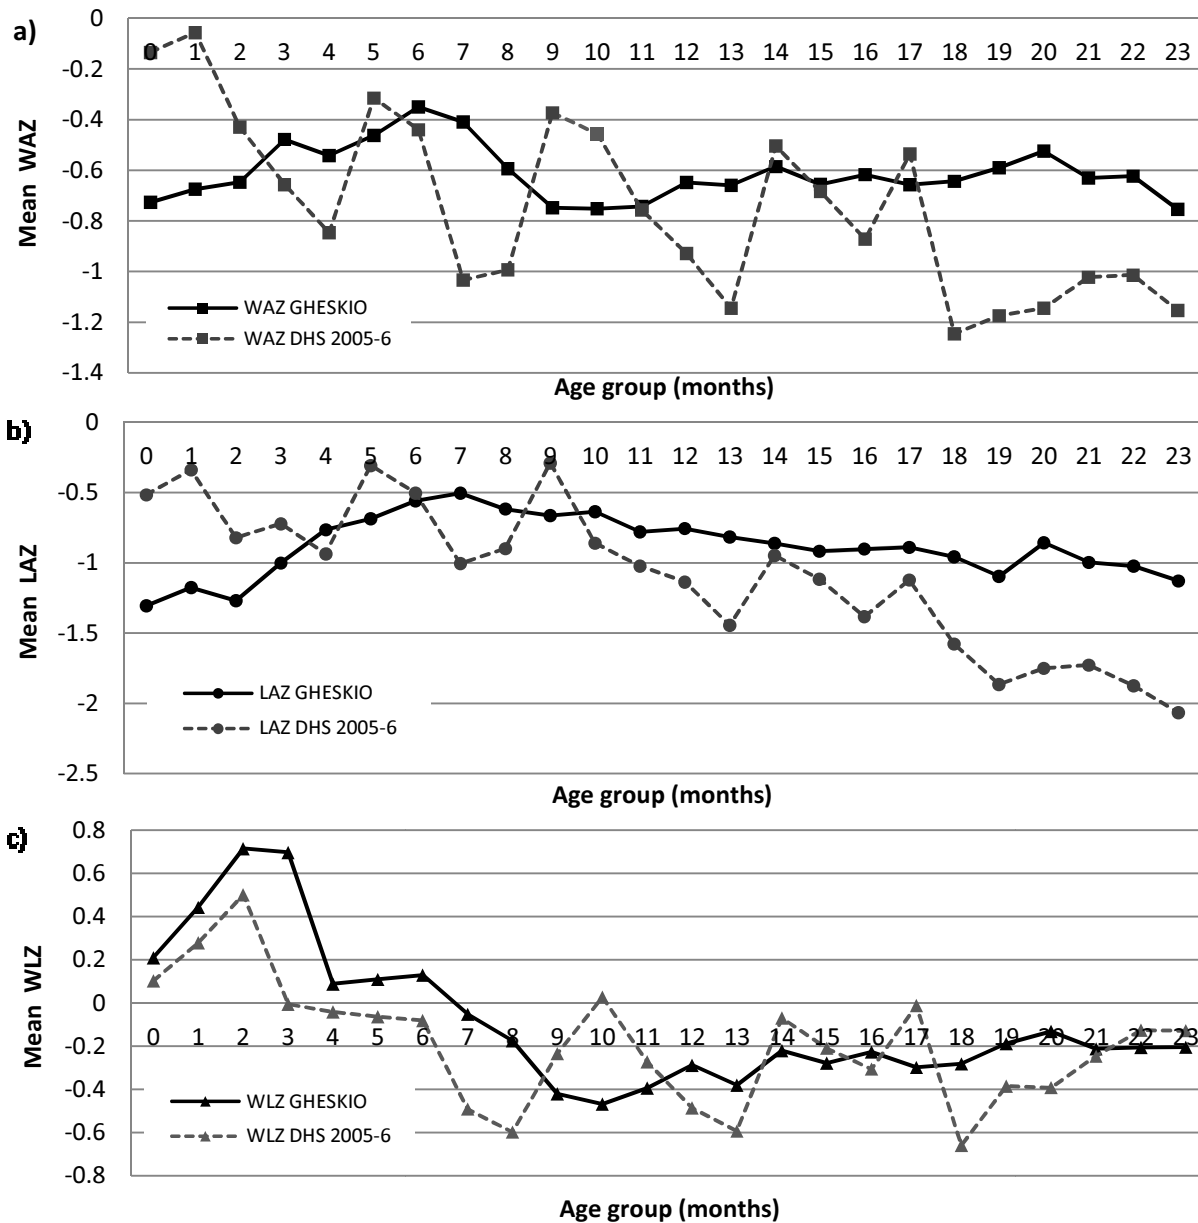 a)
0
-0.2
-0.4
-0.6
-0.8
-1
-1.2
-1.4
Mean WAZ
0 1 2 3 4 5 6 7 8 9 10 11 12 13 14 15 16 17 18 19 20 21 22 23
WAZ GHESKIO
WAZ DHS 2005-6
Age group (months)
b)
0
-0.5
-1
-1.5
-2
-2.5
Mean LAZ
0 1 2 3 4 5 6 7 8 9 10 11 12 13 14 15 16 17 18 19 20 21 22 23
LAZ GHESKIO
LAZ DHS 2005-6
Age group (months)
c)
0.8
0.6
0.4
0.2
0
-0.2
-0.4
-0.6
-0.8
Mean WLZ
0 1 2 3 4 5 6 7 8 9 10 11 12 13 14 15 16 17 18 19 20 21 22 23
WLZ GHESKIO
WLZ DHS 2005-6
Age group (months)